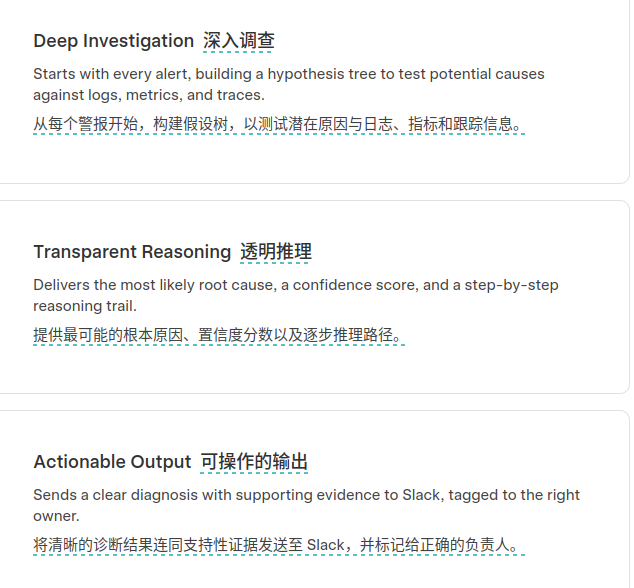 Deep Investigation 深入调查
Starts with every alert, building a hypothesis tree to test potential causes
against logs, metrics, and traces.
从每个警报开始，构建假设树，以测试潜在原因与日志、指标和跟踪信息。
Transparent Reasoning 透明推理
Delivers the most likely root cause, a confidence score, and a step-by-step
reasoning trail.
提供最可能的根本原因、置信度分数以及逐步推理路径。
Actionable Output 可操作的输出
Sends a clear diagnosis with supporting evidence to Slack, tagged to the right
owner.
将清晰的诊断结果连同支持性证据发送至 Slack，并标记给正确的负责人。